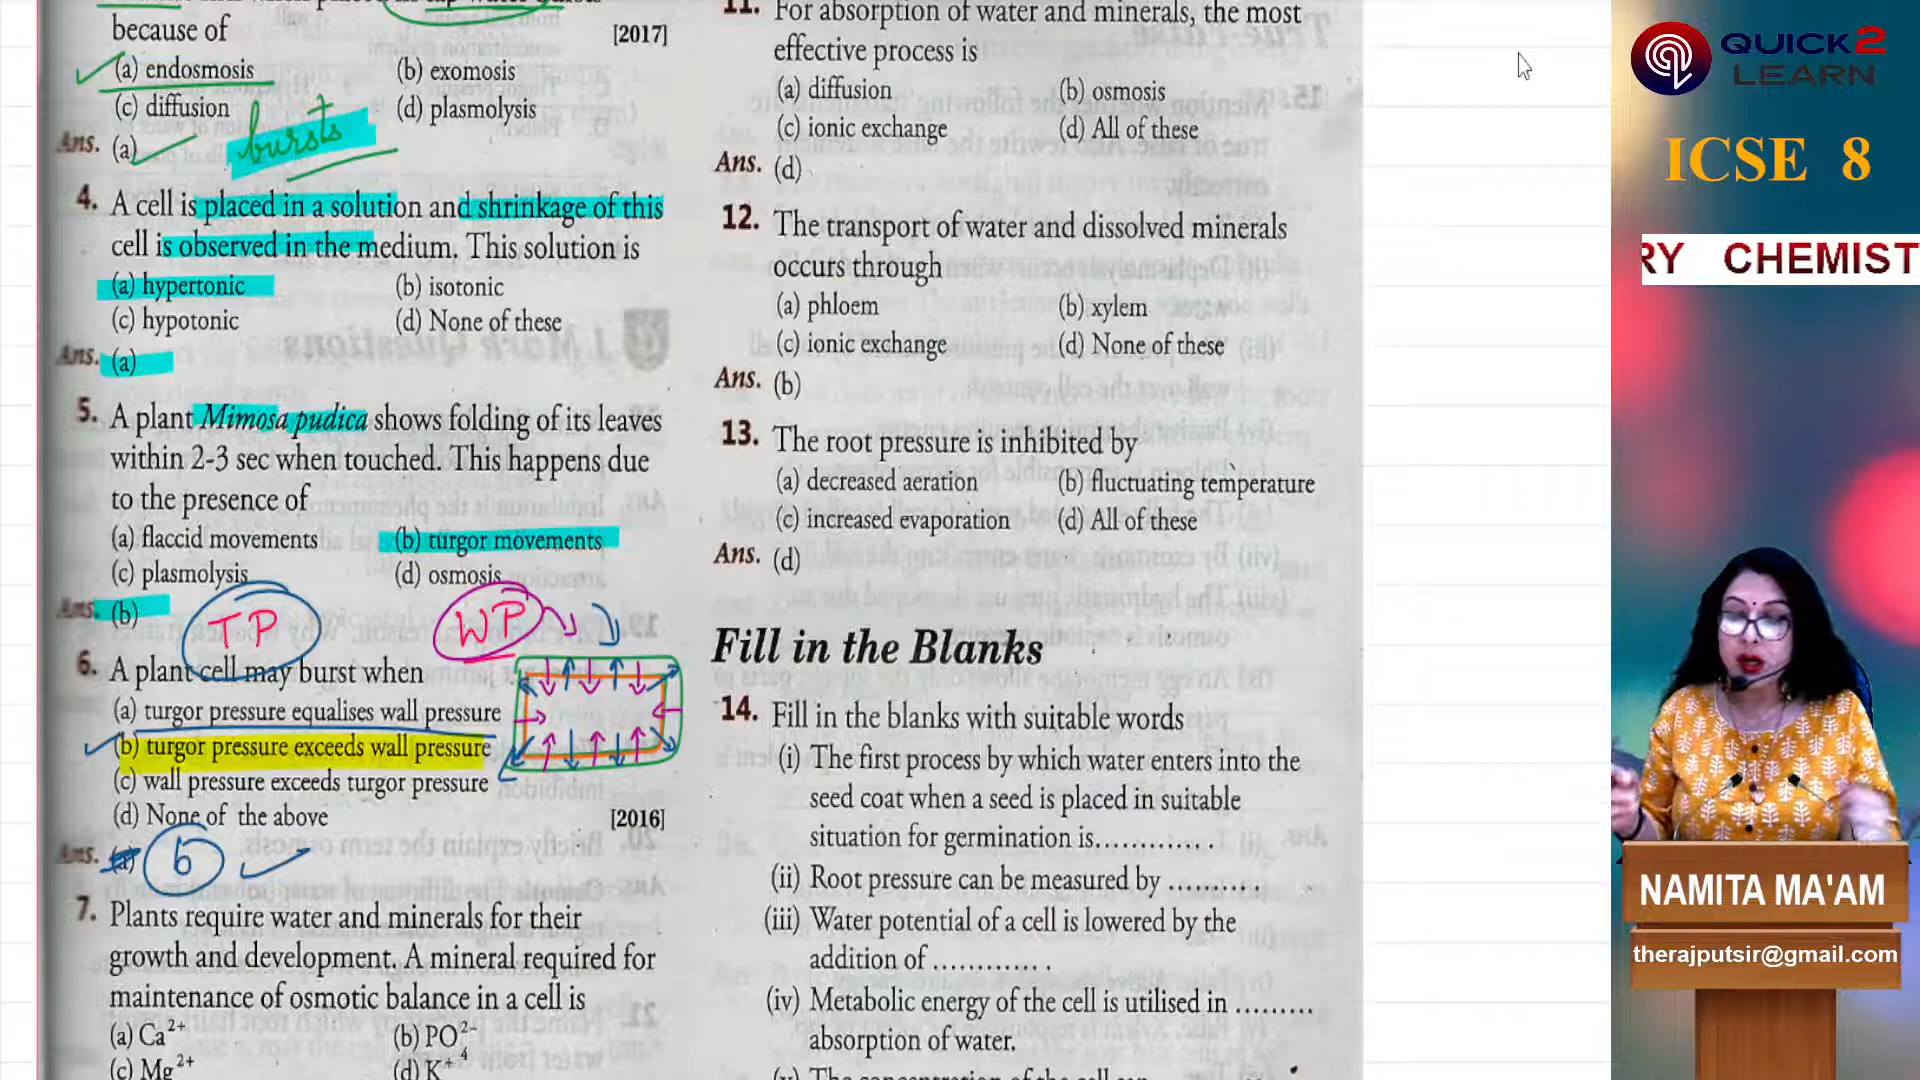 because of [2017]
(a) endosmosis (b) exomosis
(c) diffusion (d) plasmolysis
Ans. (a) bursts
4. A cell is placed in a solution and shrinkage of this
cell is observed in the medium. This solution is
(a) hypertonic (b) isotonic
(c) hypotonic (d) None of these
Ans. (a)
5. A plant Mimosa pudica shows folding of its leaves
within 2-3 sec when touched. This happens due
to the presence of
(a) flaccid movements (b) turgor movements
(c) plasmolysis (d) osmosis
Ans. (b) TP WP
6. A plant cell may burst when
(a) turgor pressure equalises wall pressure
(b) turgor pressure exceeds wall pressure
(c) wall pressure exceeds turgor pressure
(d) None of the above [2016]
Ans. b
7. Plants require water and minerals for their
growth and development. A mineral required for
maintenance of osmotic balance in a cell is
(a) Ca²⁺ (b) PO₄²⁻
(c) Mg²⁺ (d) K⁺
11. For absorption of water and minerals, the most
effective process is
(a) diffusion (b) osmosis
(c) ionic exchange (d) All of these
Ans. (d)
12. The transport of water and dissolved minerals
occurs through
(a) phloem (b) xylem
(c) ionic exchange (d) None of these
Ans. (b)
13. The root pressure is inhibited by
(a) decreased aeration (b) fluctuating temperature
(c) increased evaporation (d) All of these
Ans. (d)
Fill in the Blanks
14. Fill in the blanks with suitable words
(i) The first process by which water enters into the
seed coat when a seed is placed in suitable
situation for germination is.............
(ii) Root pressure can be measured by ..........
(iii) Water potential of a cell is lowered by the
addition of .............
(iv) Metabolic energy of the cell is utilised in .........
absorption of water.
QUICK2
LEARN
ICSE 8
RY CHEMIST
NAMITA MA'AM
therajputsir@gmail.com